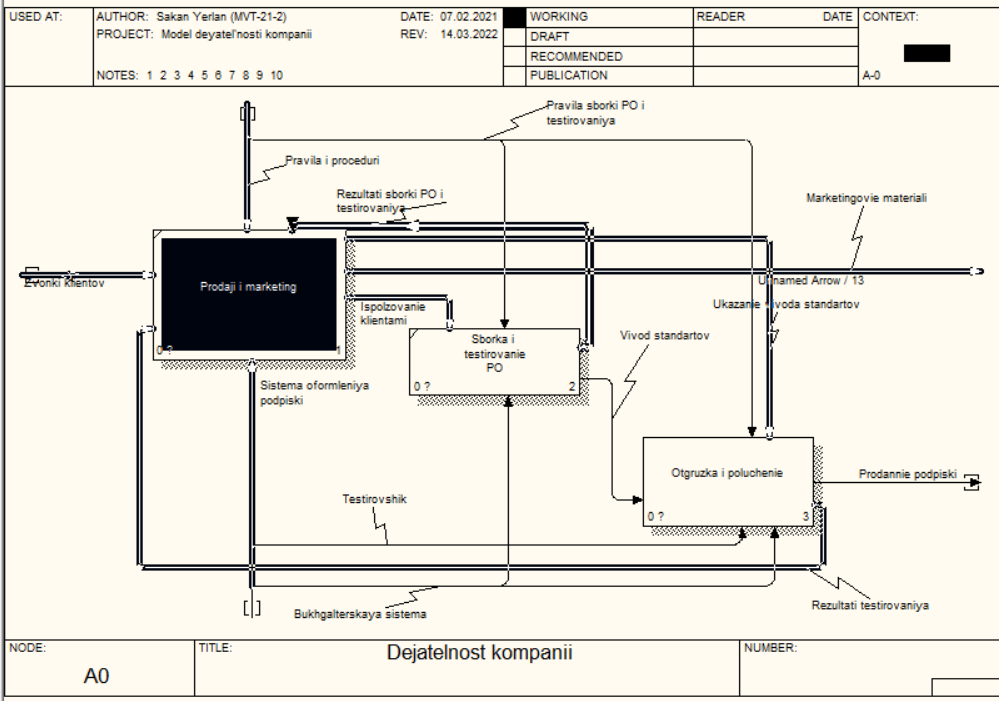 USED AT:
AUTHOR: Sakan Yerlan (MVT-21-2)
DATE: 07.02.2021
PROJECT: Model deyatel'nosti kompanii
REV: 14.03.2022
NOTES: 1 2 3 4 5 6 7 8 9 10
WORKING
DRAFT
RECOMMENDED
PUBLICATION
READER
DATE
CONTEXT:
A-0
Pravila sborki PO i
testirovaniya
Pravila i proceduri
Rezultati sborki PO i
testirovaniya
Marketingovie materiali
Zvonki klientov
Prodaji i marketing
0 ?
1
Unnamed Arrow / 13
Ukazanie vivoda standartov
Ispolzovanie
klientami
Sborka i
testirovanie
PO
0 ?
2
Vivod standartov
Sistema oformleniya
podpiski
Otgruzka i poluchenie
0 ?
3
Prodannie podpiski
Testirovshik
Bukhgalterskaya sistema
Rezultati testirovaniya
NODE:
A0
TITLE:
Dejatelnost kompanii
NUMBER: